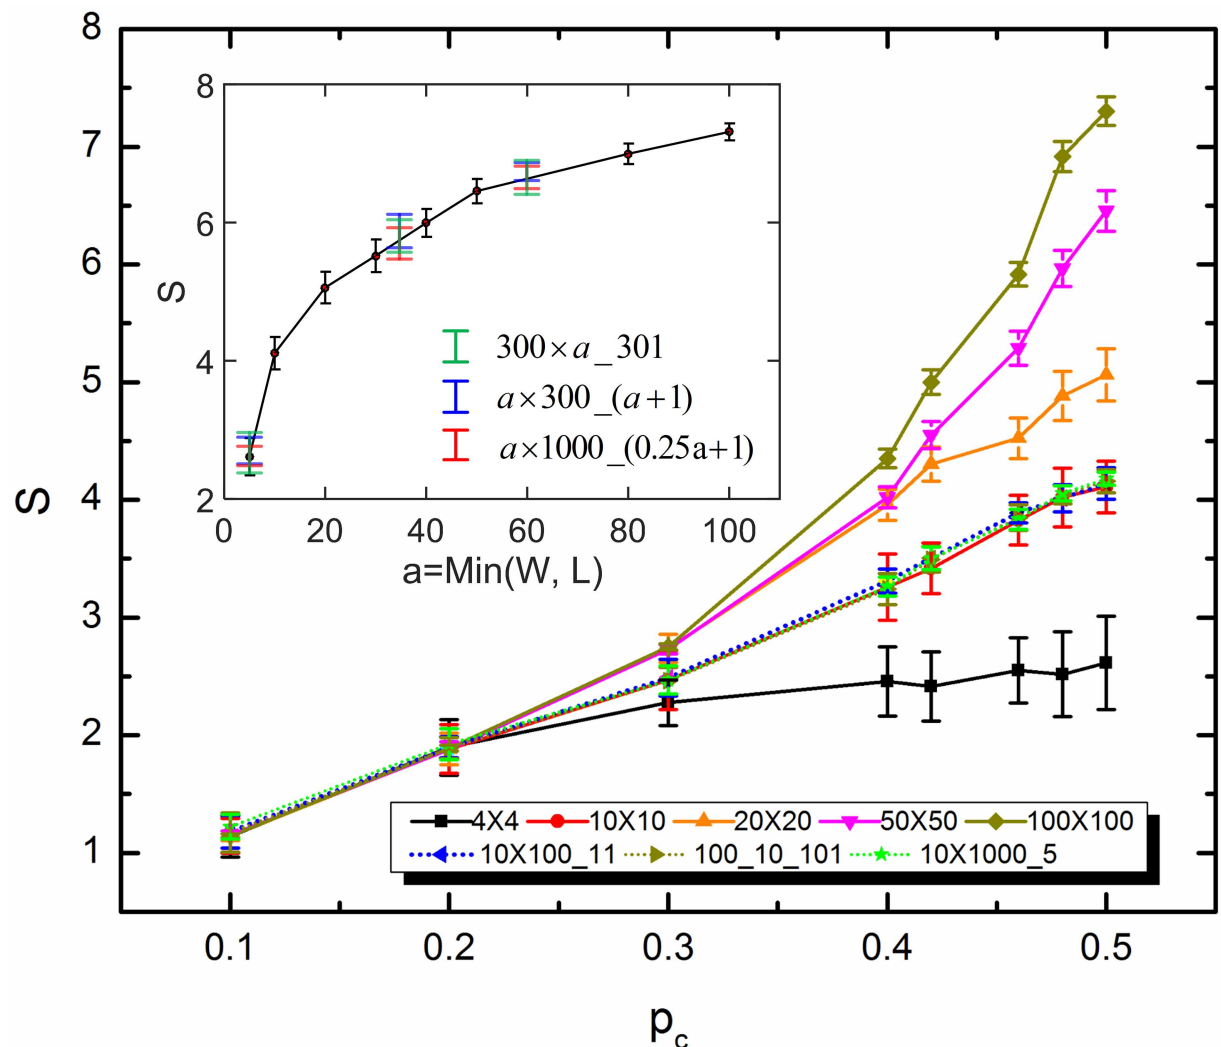 8
7
6
5
4
3
2
1
S
0.1 0.2 0.3 0.4 0.5
p_c
8
6
4
2
S
0 20 40 60 80 100
a=Min(W, L)
300×a_301
a×300_(a+1)
a×1000_(0.25a+1)
4X4 10X10 20X20 50X50 100X100
10X100_11 100_10_101 10X1000_5